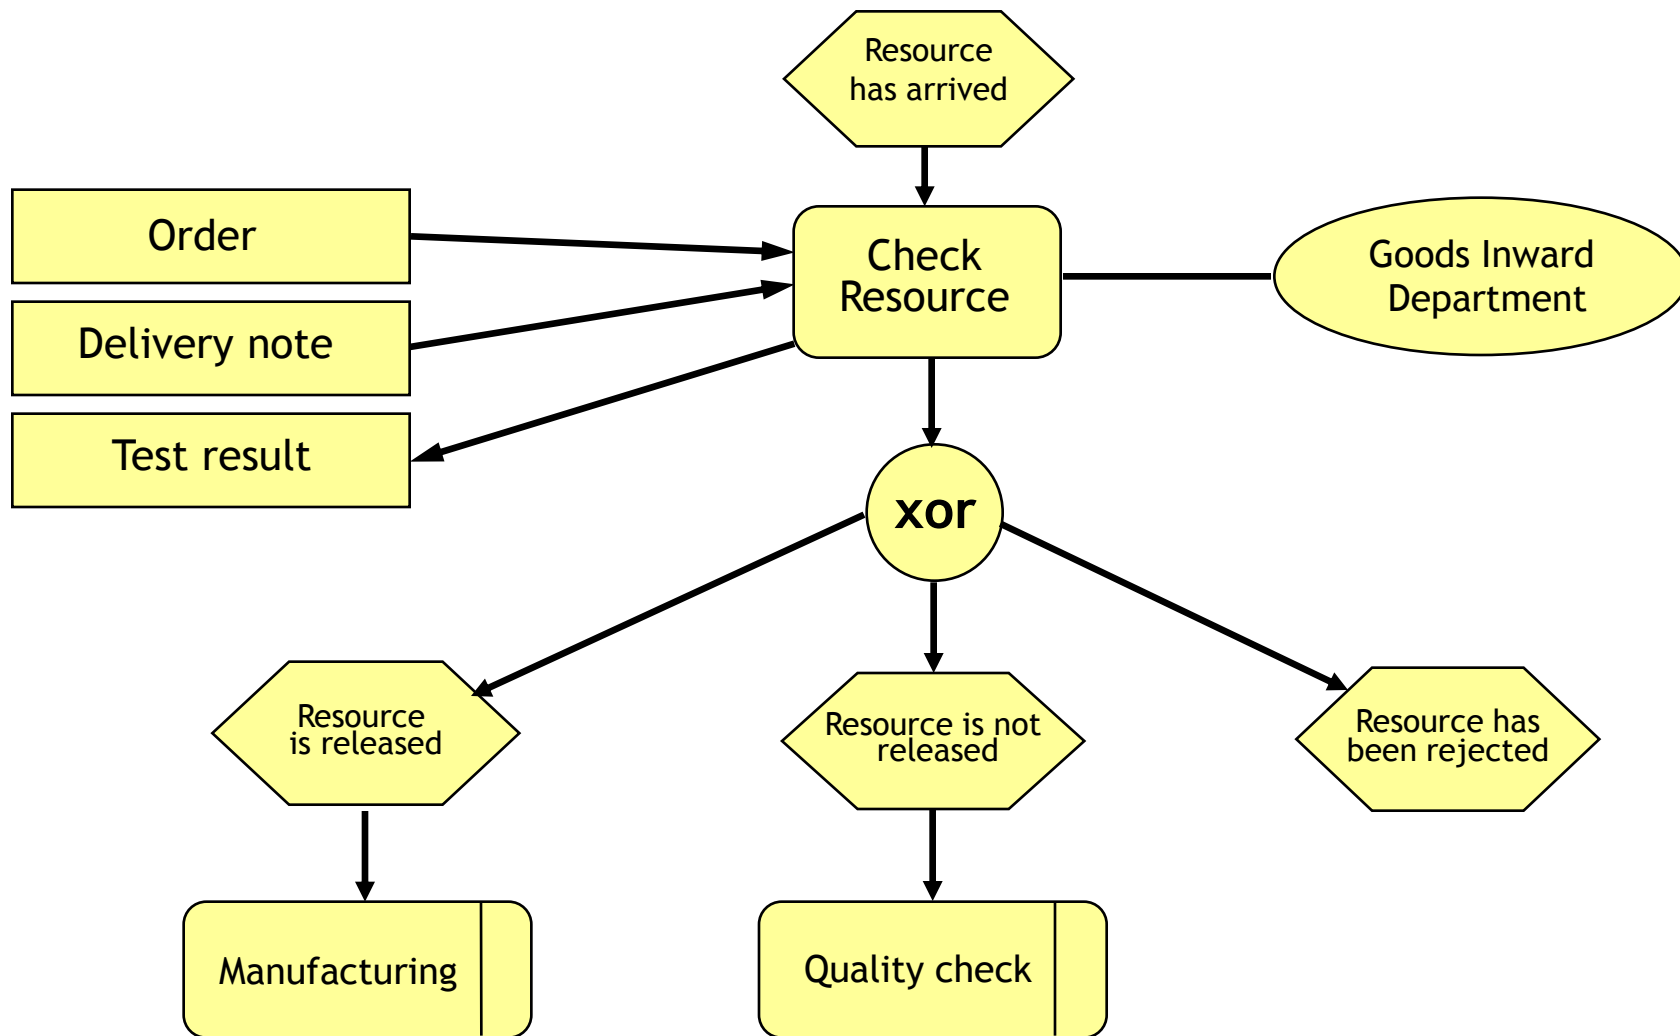 Resource
has arrived
Order
Check
Resource
Goods Inward
Department
Delivery note
Test result
xor
Resource
is released
Resource is not
released
Resource has
been rejected
Manufacturing
Quality check